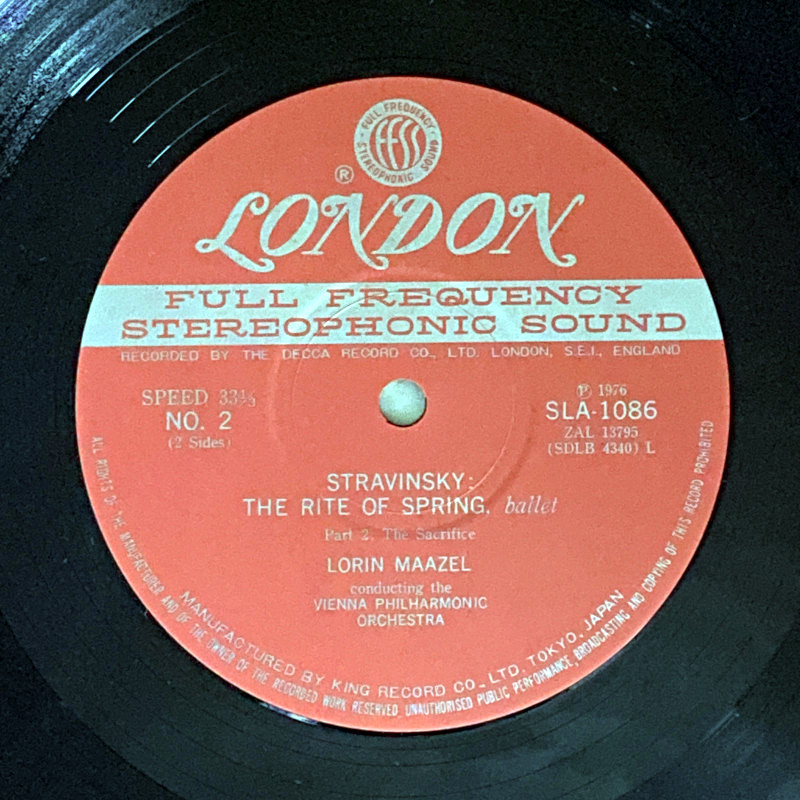 FULL FREQUENCY
FFSS
STEREOPHONIC SOUND
®
LONDON
FULL FREQUENCY
STEREOPHONIC SOUND
RECORDED BY THE DECCA RECORD CO., LTD. LONDON, S.E.I., ENGLAND
SPEED 33⅓
NO. 2
(2 Sides)
℗ 1976
SLA-1086
ZAL 13795
(SDLB 4340) L
STRAVINSKY:
THE RITE OF SPRING, ballet
Part 2. The Sacrifice
LORIN MAAZEL
conducting the
VIENNA PHILHARMONIC
ORCHESTRA
MANUFACTURED BY KING RECORD CO., LTD. TOKYO, JAPAN
ALL RIGHTS OF THE MANUFACTURER AND OF THE OWNER OF THE RECORDED WORK RESERVED UNAUTHORISED PUBLIC PERFORMANCE, BROADCASTING AND COPYING OF THIS RECORD PROHIBITED